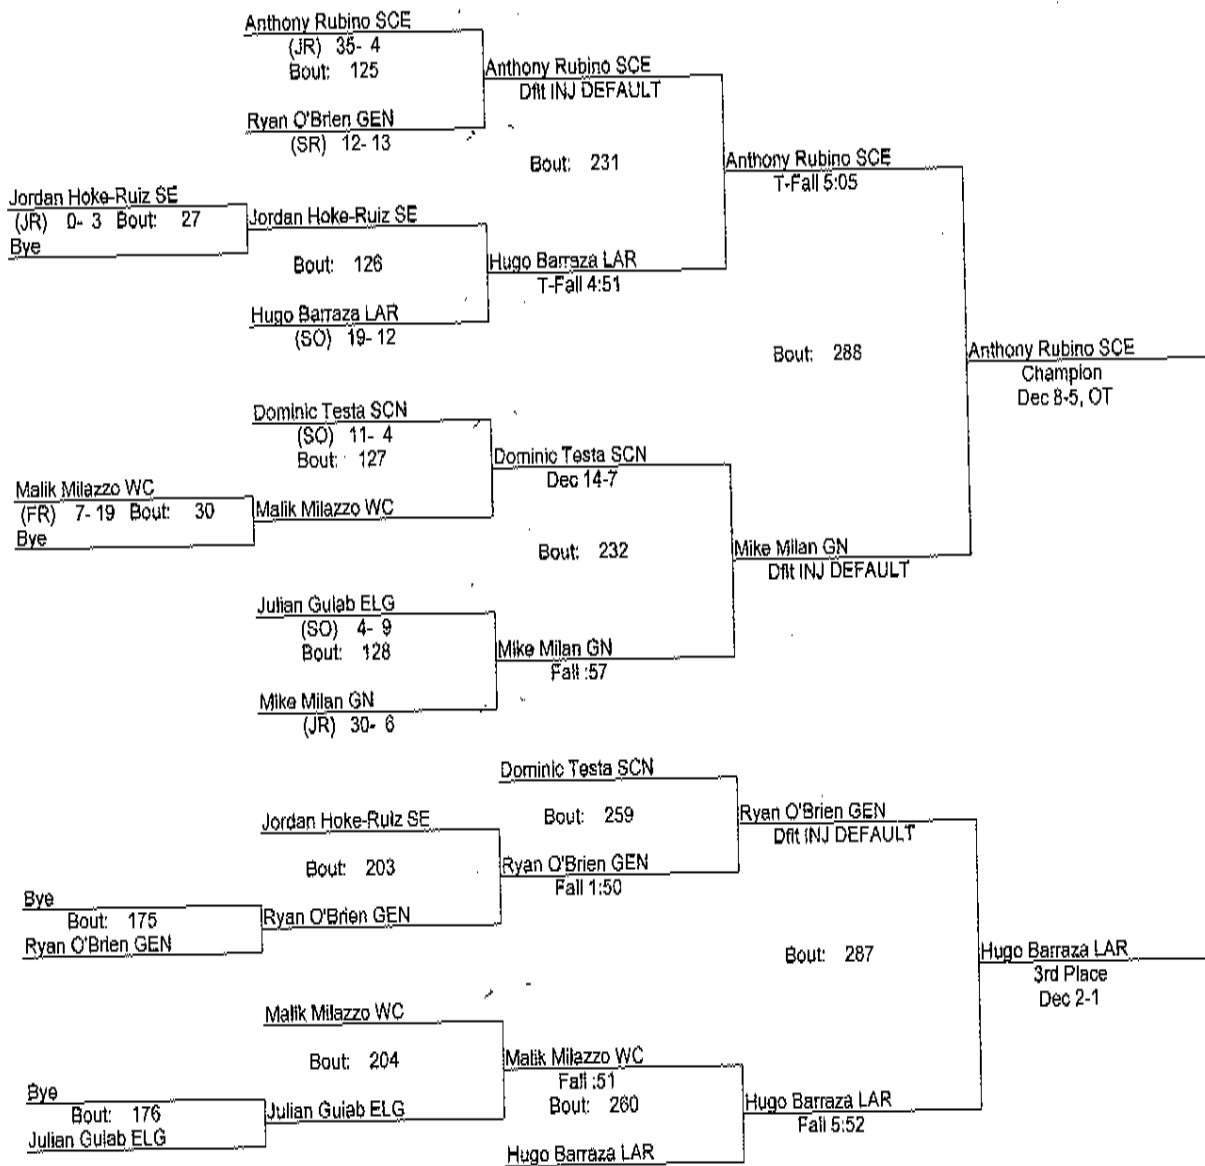 Anthony Rubino SCE
(JR) 35- 4
Bout: 125
Anthony Rubino SCE
Dflt INJ DEFAULT
Ryan O'Brien GEN
(SR) 12- 13
Bout: 231
Anthony Rubino SCE
T-Fall 5:05
Jordan Hoke-Ruiz SE
(JR) 0- 3 Bout: 27
Bye
Jordan Hoke-Ruiz SE
Bout: 126
Hugo Barraza LAR
T-Fall 4:51
Hugo Barraza LAR
(SO) 19- 12
Bout: 288
Anthony Rubino SCE
Champion
Dec 8-5, OT
Dominic Testa SCN
(SO) 11- 4
Bout: 127
Dominic Testa SCN
Dec 14-7
Malik Milazzo WC
(FR) 7- 19 Bout: 30
Bye
Malik Milazzo WC
Bout: 232
Mike Milan GN
Dflt INJ DEFAULT
Julian Guiab ELG
(SO) 4- 9
Bout: 128
Mike Milan GN
Fall :57
Mike Milan GN
(JR) 30- 6
Dominic Testa SCN
Bout: 259
Ryan O'Brien GEN
Dflt INJ DEFAULT
Jordan Hoke-Ruiz SE
Bout: 203
Ryan O'Brien GEN
Fall 1:50
Bye
Bout: 175
Ryan O'Brien GEN
Ryan O'Brien GEN
Bout: 287
Hugo Barraza LAR
3rd Place
Dec 2-1
Malik Milazzo WC
Bout: 204
Malik Milazzo WC
Fall :51
Bout: 260
Bye
Bout: 176
Julian Guiab ELG
Julian Guiab ELG
Hugo Barraza LAR
Fall 5:52
Hugo Barraza LAR